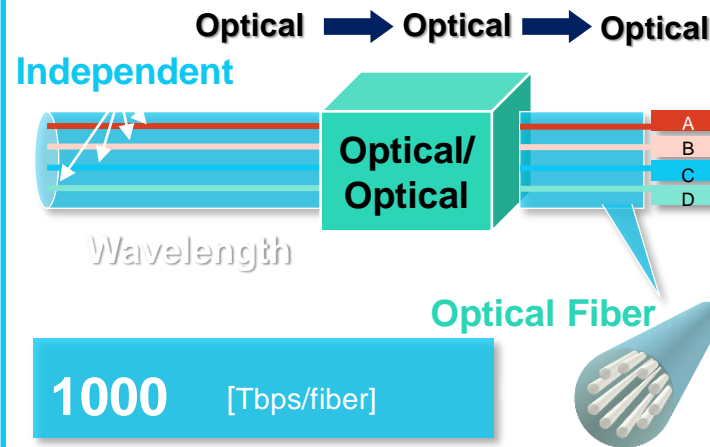 Optical Optical Optical
Independent
A
Optical/
B
Optical
C
D
Wavelength
Optical Fiber
1000 [Tbps/fiber]